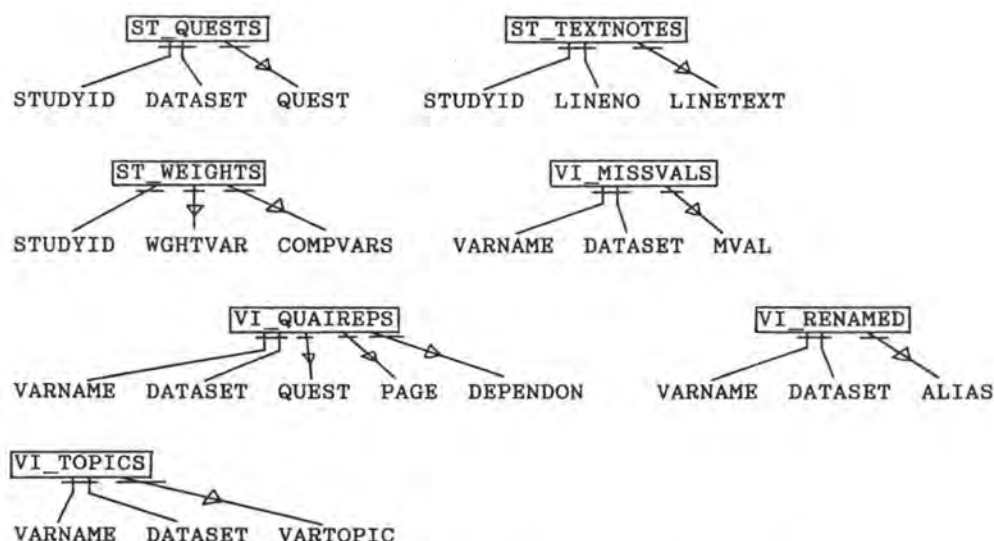 ST_QUESTS ST_TEXTNOTES
STUDYID DATASET QUEST STUDYID LINENO LINETEXT
ST_WEIGHTS VI_MISSVALS
STUDYID WGHTVAR COMPVARS VARNAME DATASET MVAL
VI_QUAIREPS VI_RENAMED
VARNAME DATASET QUEST PAGE DEPENDON VARNAME DATASET ALIAS
VI_TOPICS
VARNAME DATASET VARTOPIC